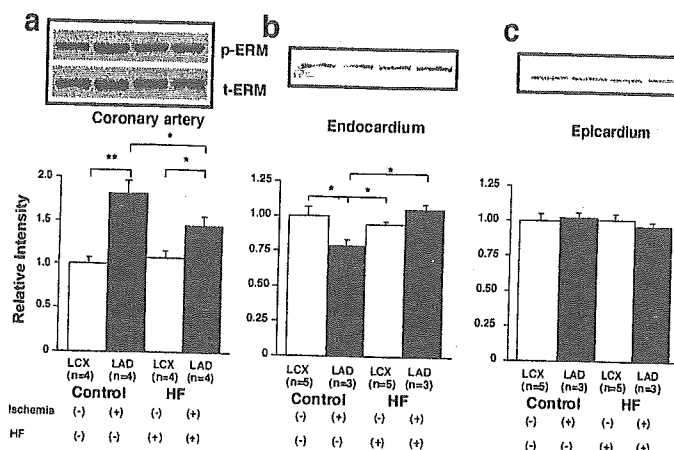 a
b
c
p-ERM
t-ERM
Coronary artery
Endocardium
Epicardium
Relative Intensity
2.0
1.5
1.0
0.5
0
** * *
1.25
1.00
0.75
0.50
0.25
0
* * *
1.25
1.00
0.75
0.50
0.25
0
LCX LAD LCX LAD
(n=4) (n=4) (n=4) (n=4)
Control HF
LCX LAD LCX LAD
(n=5) (n=3) (n=5) (n=3)
Control HF
LCX LAD LCX LAD
(n=5) (n=3) (n=5) (n=3)
Control HF
Ischemia (-) (+) (-) (+) (-) (+) (-) (+) (-) (+) (-) (+)
HF (-) (-) (+) (+) (-) (-) (+) (+) (-) (-) (+) (+)